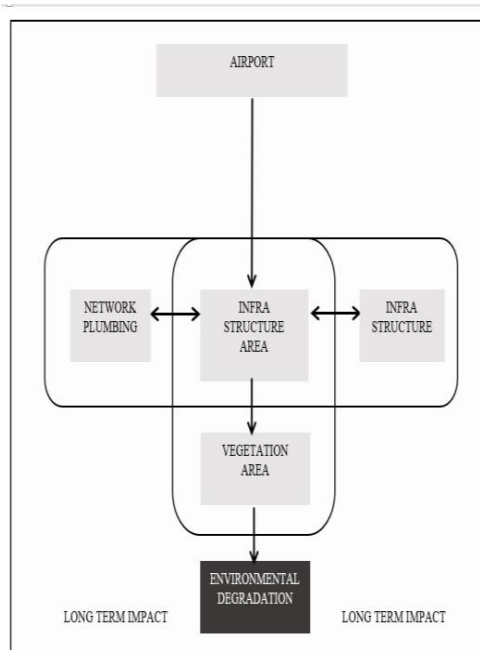 AIRPORT
NETWORK
PLUMBING
INFRA
STRUCTURE
AREA
INFRA
STRUCTURE
VEGETATION
AREA
ENVIRONMENTAL
DEGRADATION
LONG TERM IMPACT
LONG TERM IMPACT